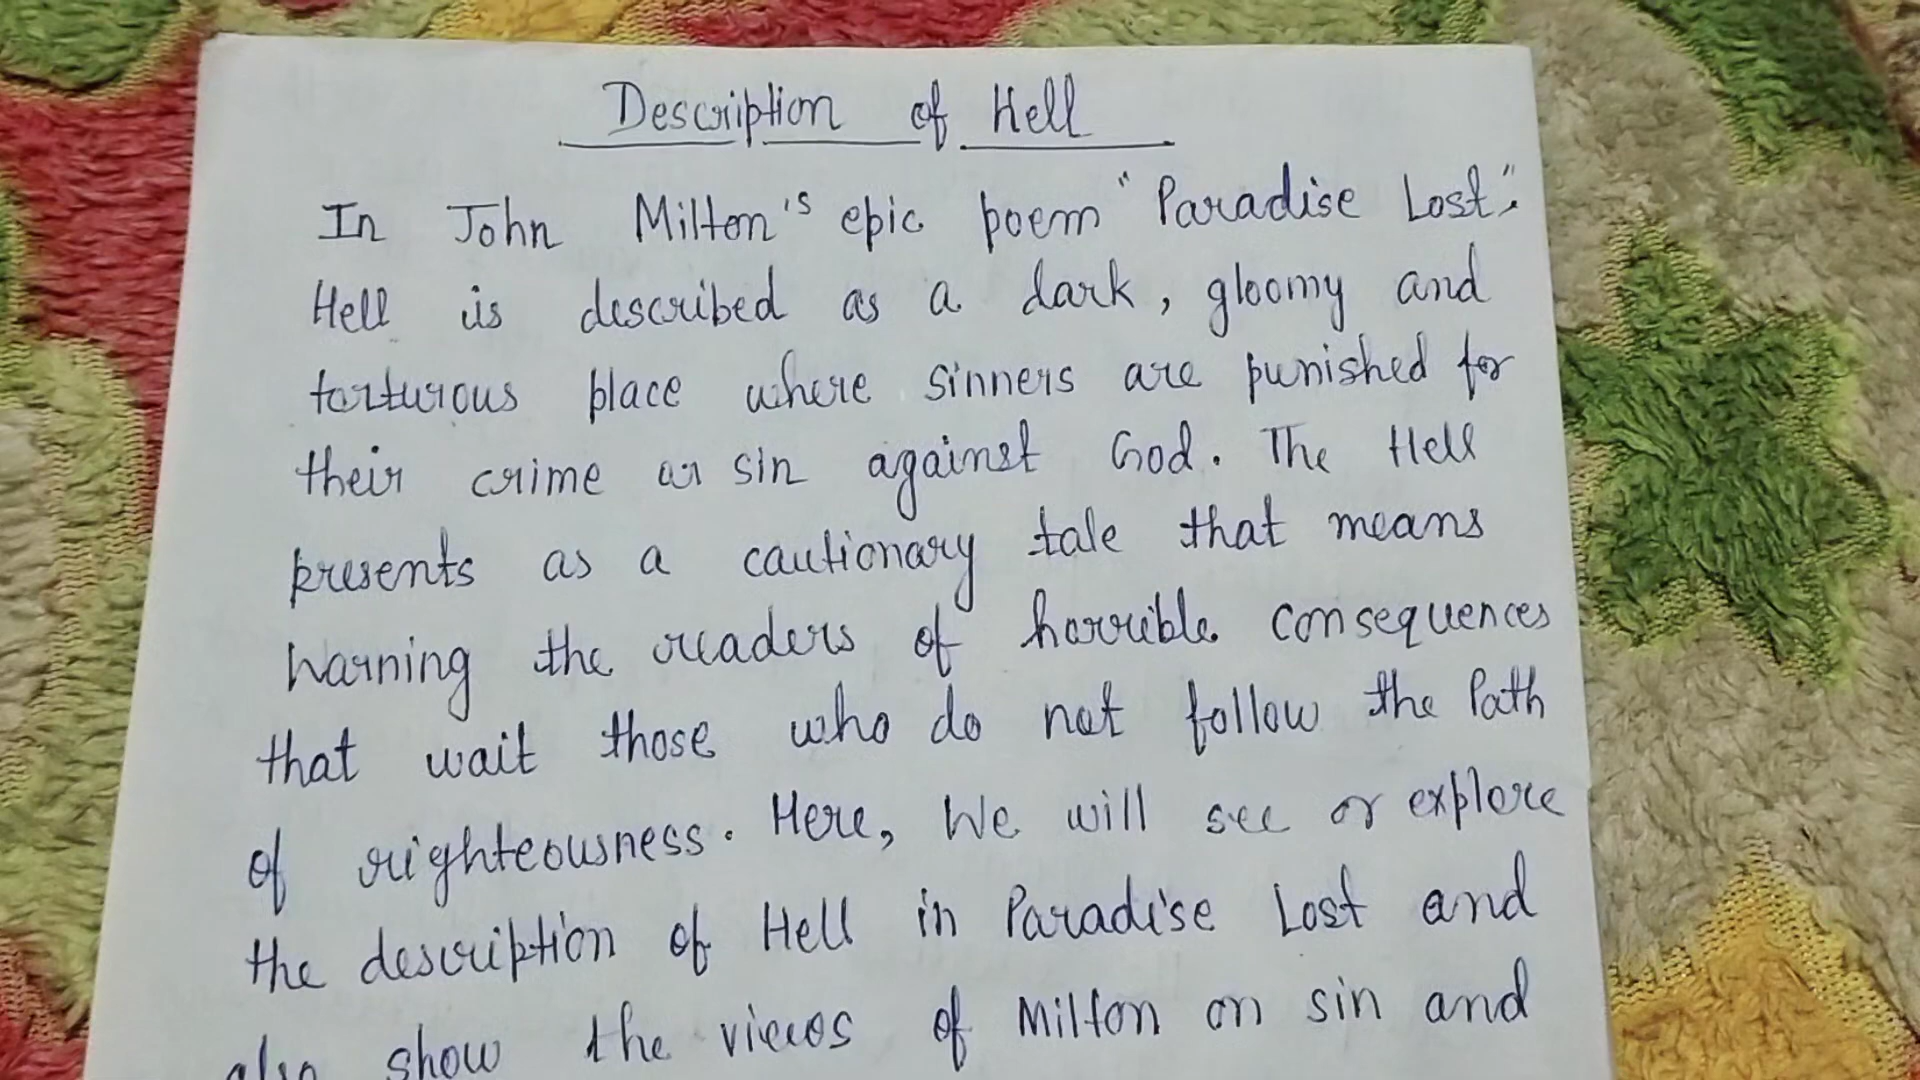 Description of Hell
In John Milton's epic poem "Paradise Lost".
Hell is described as a dark, gloomy and
torturous place where sinners are punished for
their crime or sin against God. The Hell
presents as a cautionary tale that means
Warning the readers of horrible consequences
that wait those who do not follow the Path
of righteousness. Here, We will see or explore
the description of Hell in Paradise Lost and
also show the views of Milton on sin and